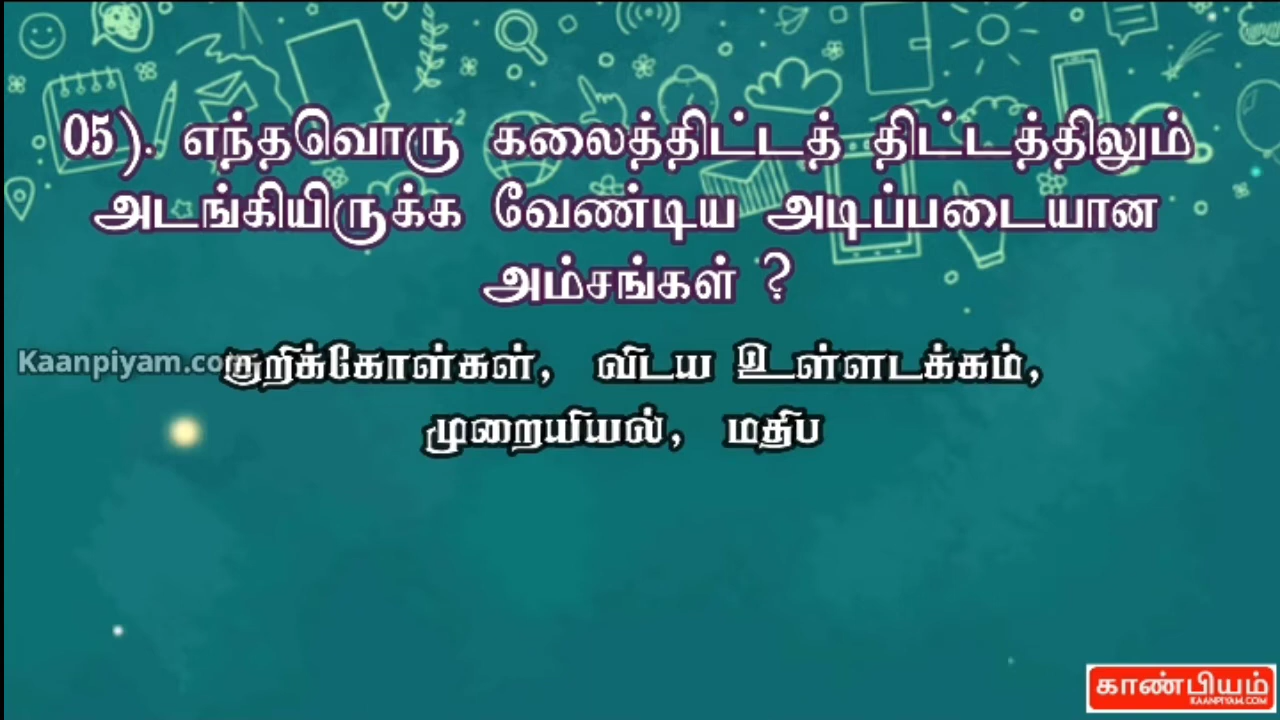 05). எந்தவொரு கலைத்திட்டத் திட்டத்திலும்
அடங்கியிருக்க வேண்டிய அடிப்படையான
அம்சங்கள் ?
Kaanpiyam.com
குறிக்கோள்கள், விடய உள்ளடக்கம்,
முறையியல், மதிப
காண்பியம்
KAANPIYAM.COM